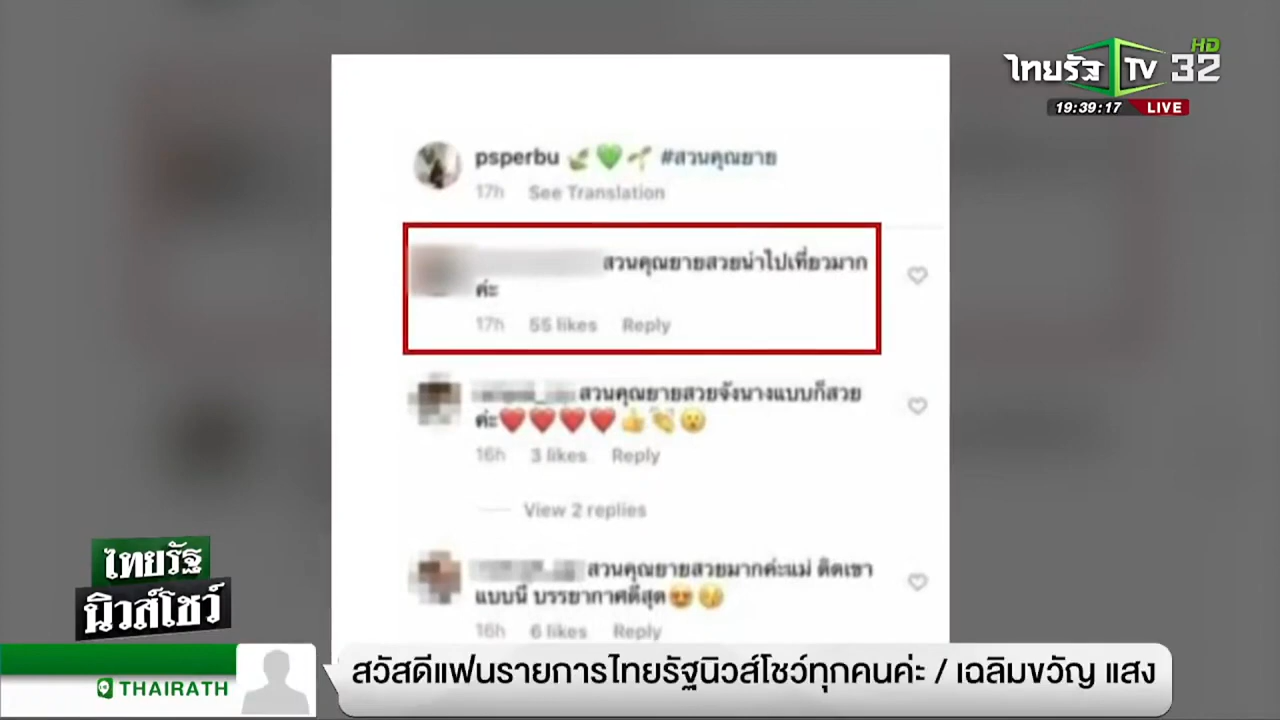 ไทยรัฐ TV 32 HD
19:39:17 LIVE
psperbu 🌿💚🌱 #สวนคุณยาย
17h See Translation
สวนคุณยายสวยน่าไปเที่ยวมาก
ค่ะ
17h 55 likes Reply
สวนคุณยายสวยจังนางแบบก็สวย
ค่ะ❤️❤️❤️❤️👍👏😮
16h 3 likes Reply
View 2 replies
สวนคุณยายสวยมากค่ะแม่ ติดเขา
แบบนี้ บรรยากาศดีสุด😍😚
16h 6 likes Reply
ไทยรัฐ
นิวส์โชว์
THAIRATH
สวัสดีแฟนรายการไทยรัฐนิวส์โชว์ทุกคนค่ะ / เฉลิมขวัญ แสง